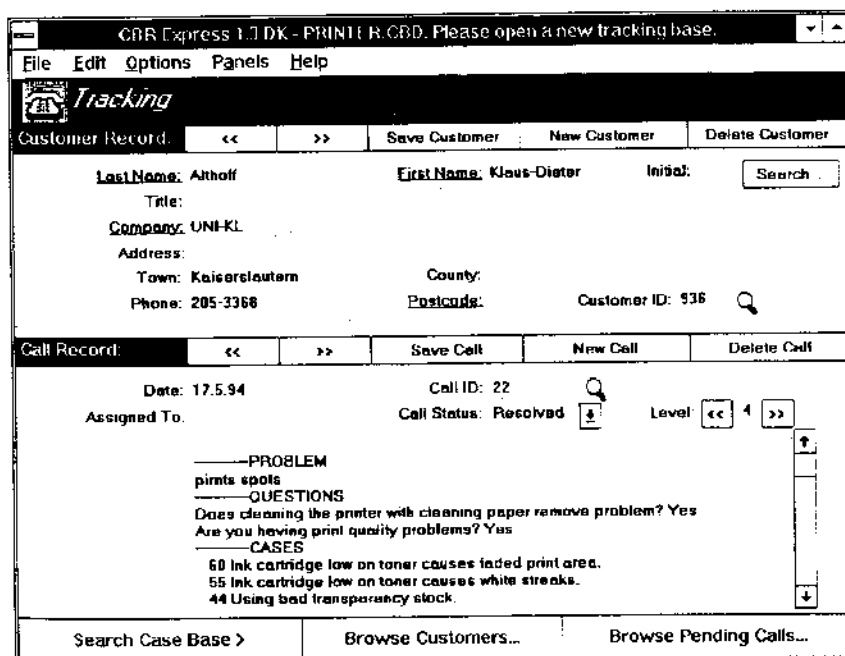 CBR Express 1.3 DK - PRINTER.CBD. Please open a new tracking base.
File Edit Options Panels Help
Tracking
Customer Record: << >> Save Customer New Customer Delete Customer
Last Name: Althoff First Name: Klaus-Dieter Initial: Search
Title:
Company: UNI-KL
Address:
Town: Kaiserslautern County:
Phone: 205-3368 Postcode: Customer ID: 936
Call Record: << >> Save Call New Call Delete Call
Date: 17.5.94 Call ID: 22
Assigned To: Call Status: Resolved Level: << 4 >>
———PROBLEM
pirnts spots
———QUESTIONS
Does cleaning the printer with cleaning paper remove problem? Yes
Are you having print quality problems? Yes
———CASES
60 Ink cartridge low on toner causes faded print area.
55 Ink cartridge low on toner causes white streaks.
44 Using bad transparency stock.
Search Case Base > Browse Customers... Browse Pending Calls...